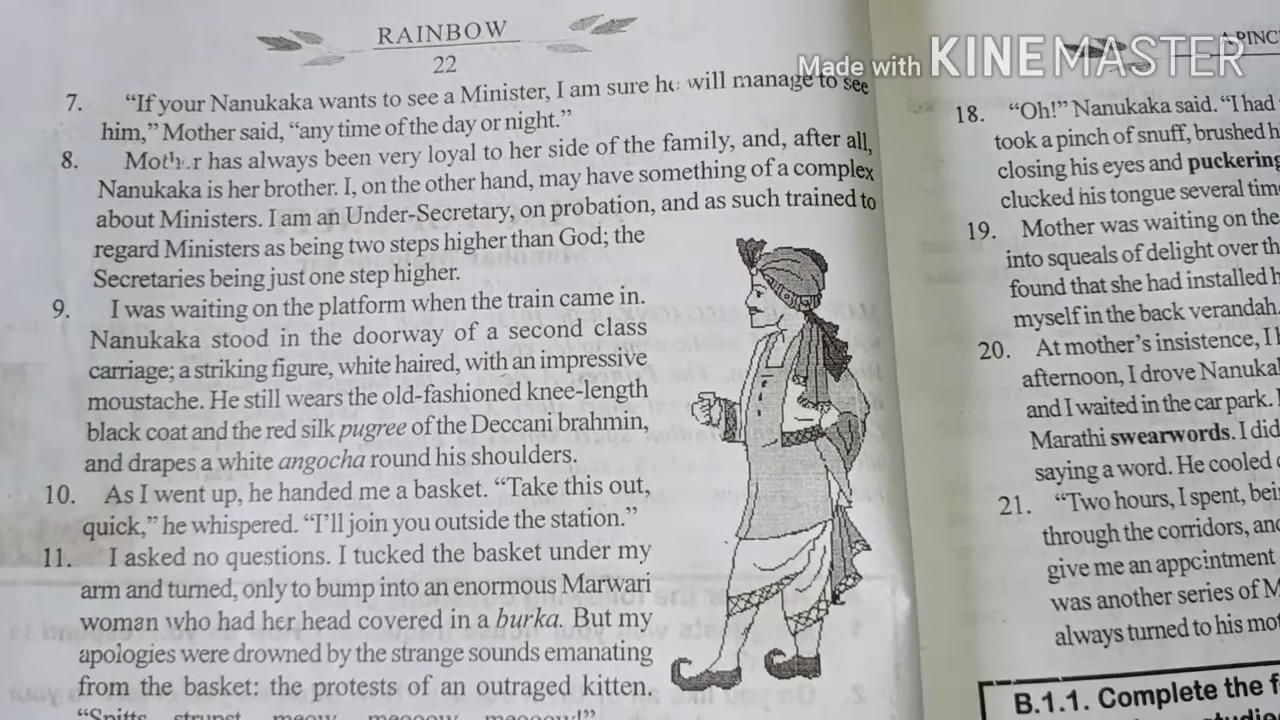 RAINBOW
22
Made with KINEMASTER
7. “If your Nanukaka wants to see a Minister, I am sure he will manage to see
him,” Mother said, “any time of the day or night.”
8. Mother has always been very loyal to her side of the family, and, after all,
Nanukaka is her brother. I, on the other hand, may have something of a complex
about Ministers. I am an Under-Secretary, on probation, and as such trained to
regard Ministers as being two steps higher than God; the
Secretaries being just one step higher.
9. I was waiting on the platform when the train came in.
Nanukaka stood in the doorway of a second class
carriage; a striking figure, white haired, with an impressive
moustache. He still wears the old-fashioned knee-length
black coat and the red silk pugree of the Deccani brahmin,
and drapes a white angocha round his shoulders.
10. As I went up, he handed me a basket. “Take this out,
quick,” he whispered. “I’ll join you outside the station.”
11. I asked no questions. I tucked the basket under my
arm and turned, only to bump into an enormous Marwari
woman who had her head covered in a burka. But my
apologies were drowned by the strange sounds emanating
from the basket: the protests of an outraged kitten.
meow
A PINC
18. “Oh!” Nanukaka said. “I had
took a pinch of snuff, brushed h
closing his eyes and puckering
clucked his tongue several tim
19. Mother was waiting on the
into squeals of delight over th
found that she had installed h
myself in the back verandah.
20. At mother’s insistence, I
afternoon, I drove Nanuka
and I waited in the car park.
Marathi swearwords. I did
saying a word. He cooled
21. “Two hours, I spent, bei
through the corridors, an
give me an appointment
was another series of M
always turned to his mo
B.1.1. Complete the f